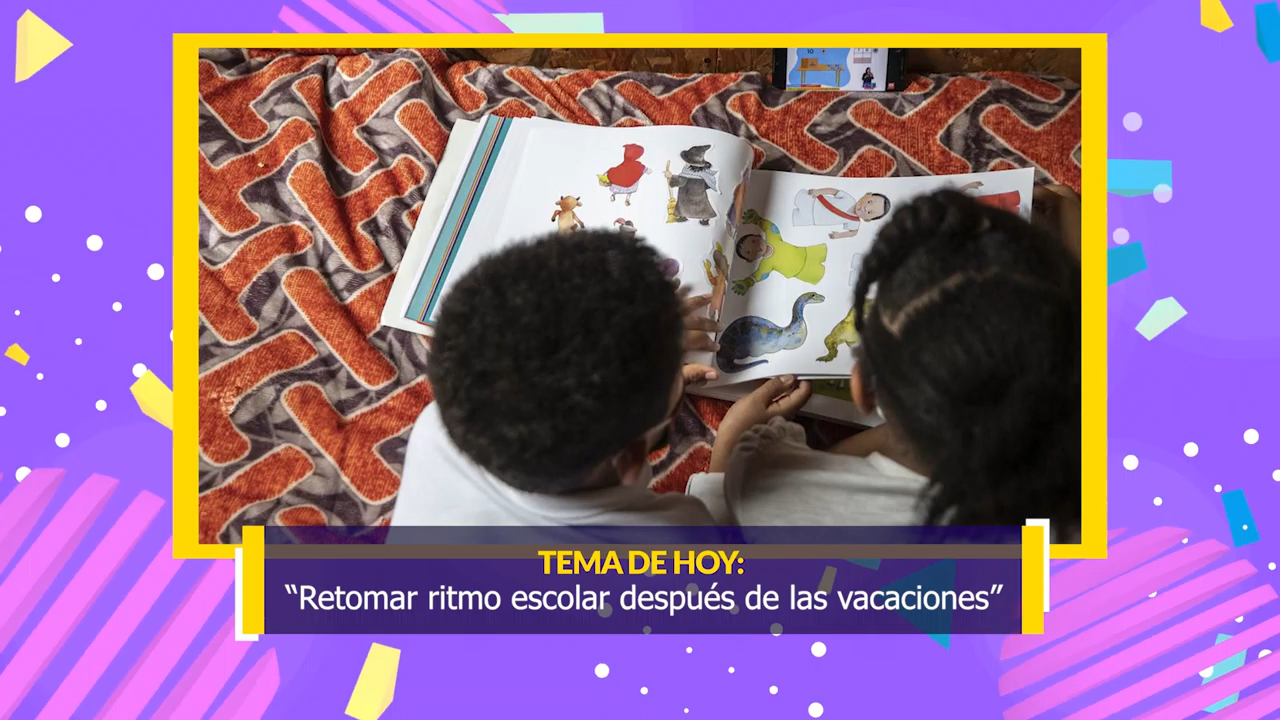 TEMA DE HOY:
“Retomar ritmo escolar después de las vacaciones”